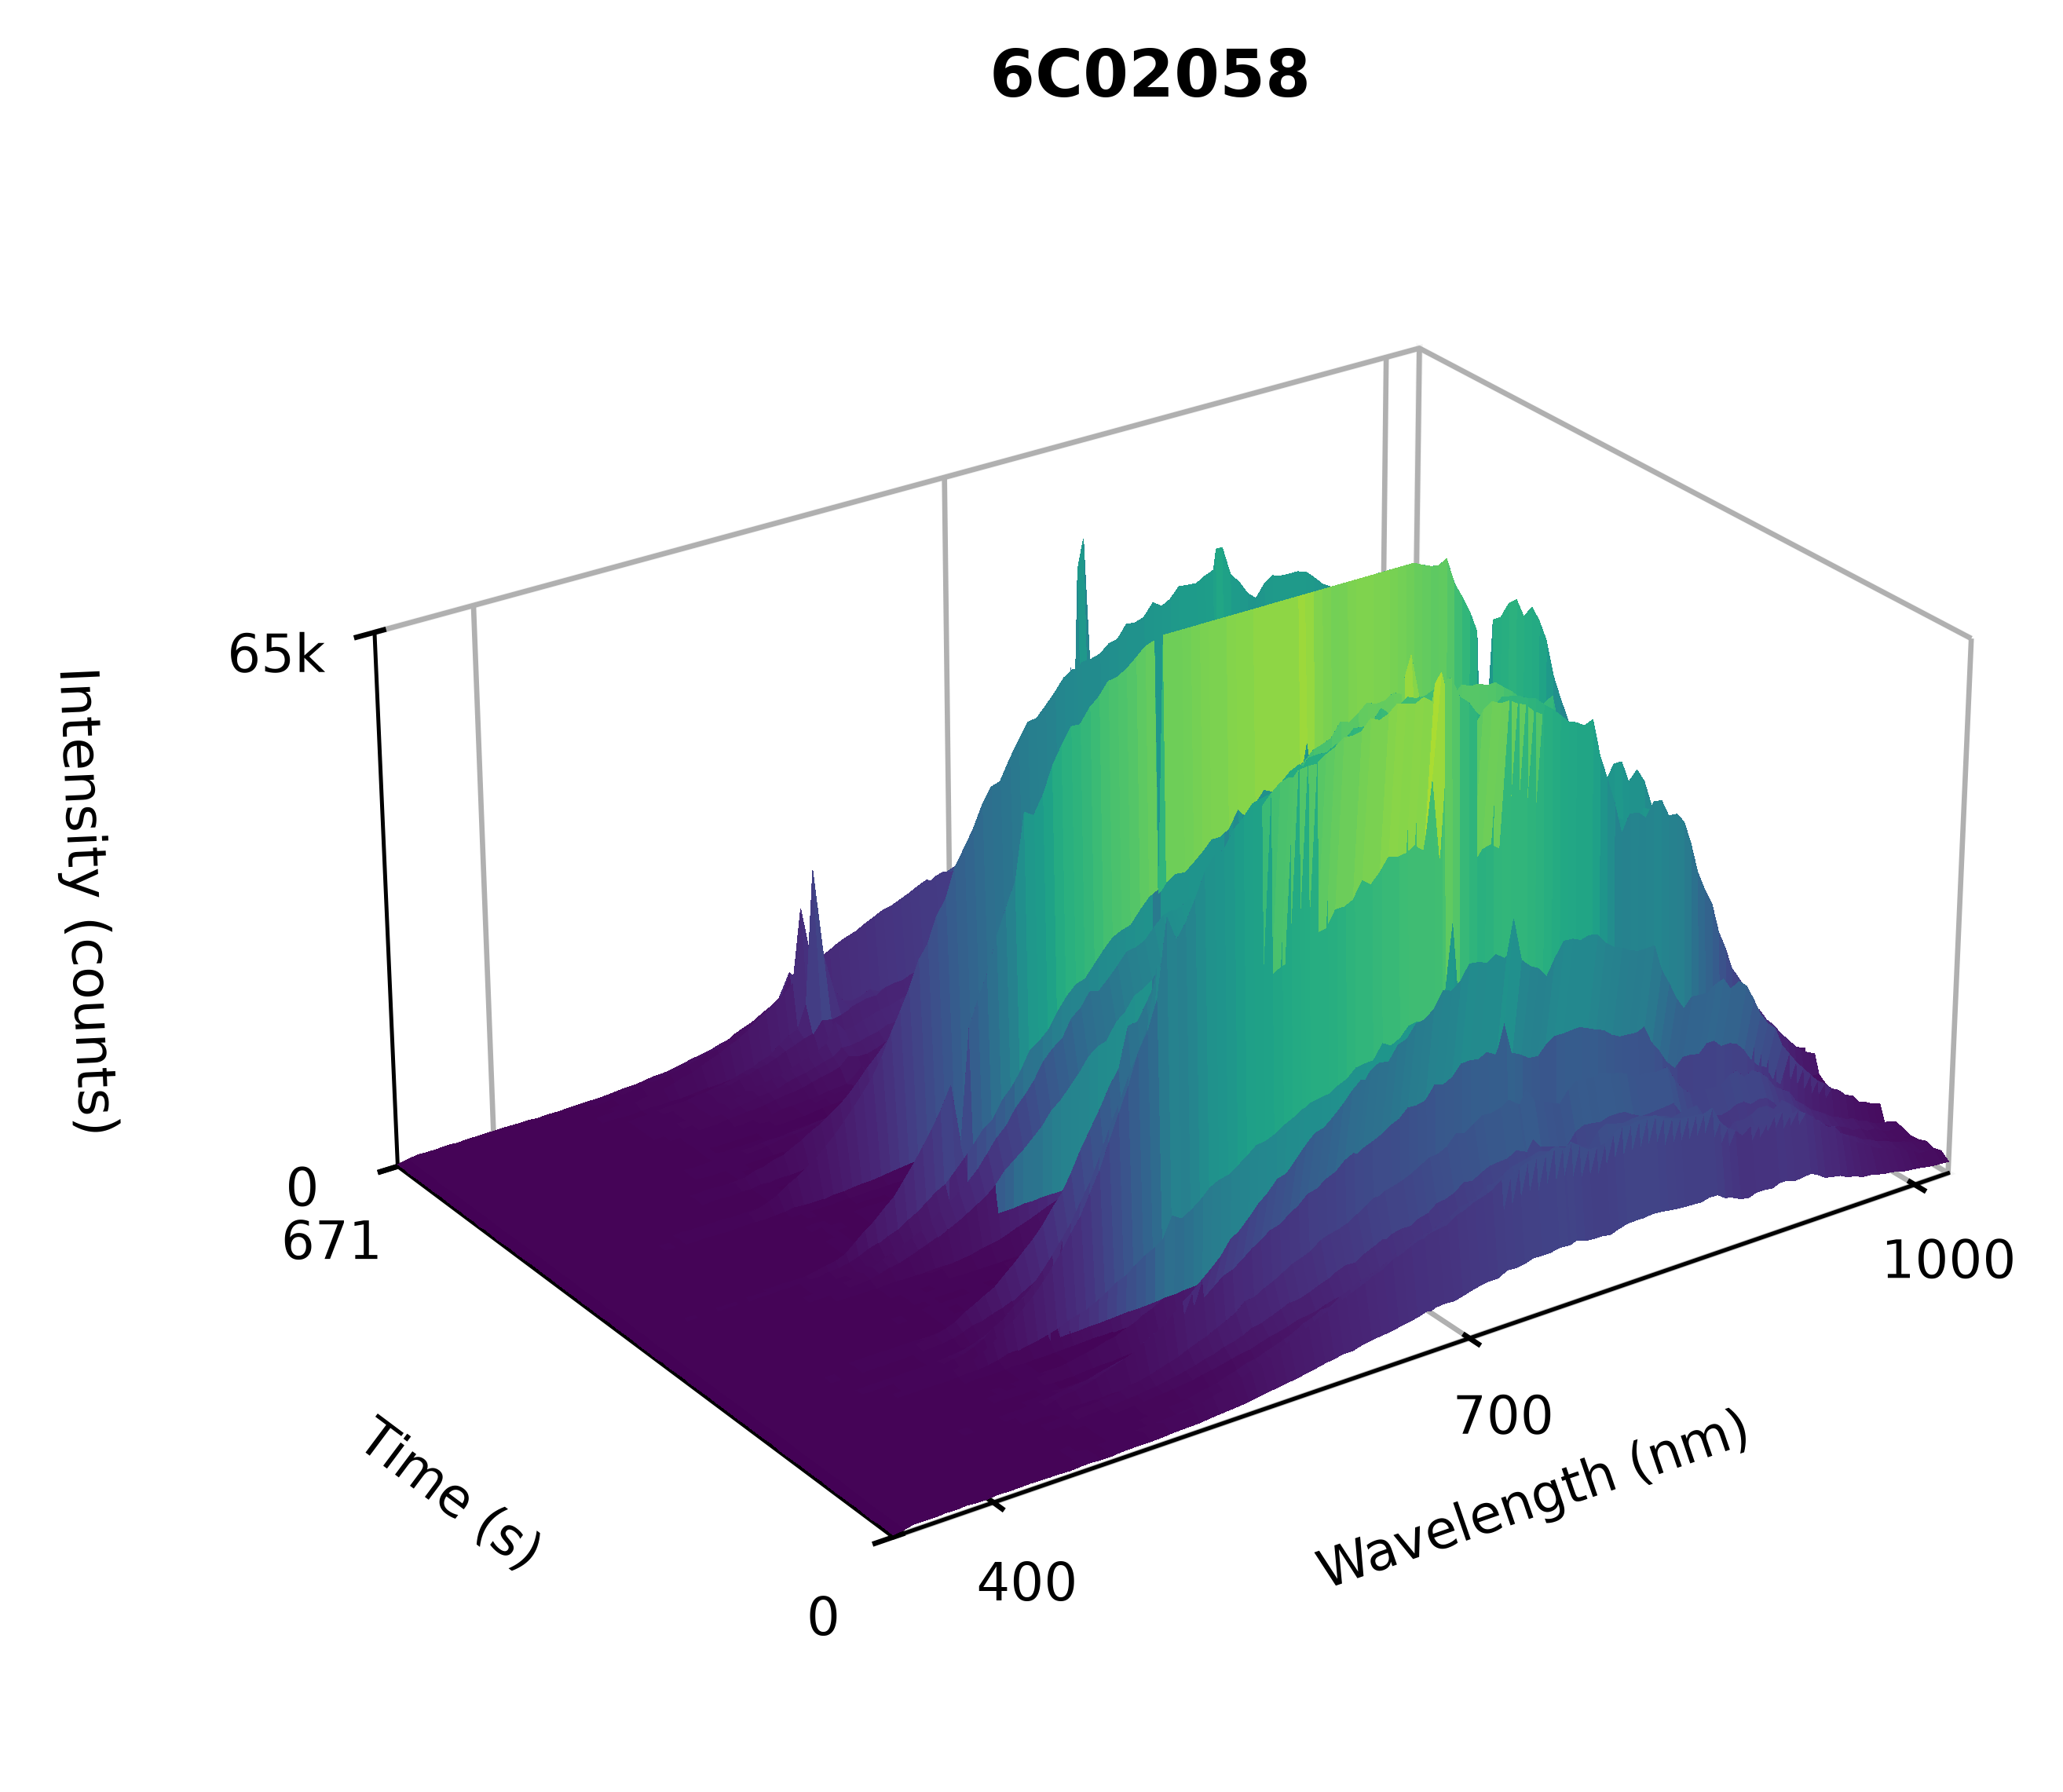 6C02058
65k
Intensity (counts)
0
671
Time (s)
0
400
700
1000
Wavelength (nm)